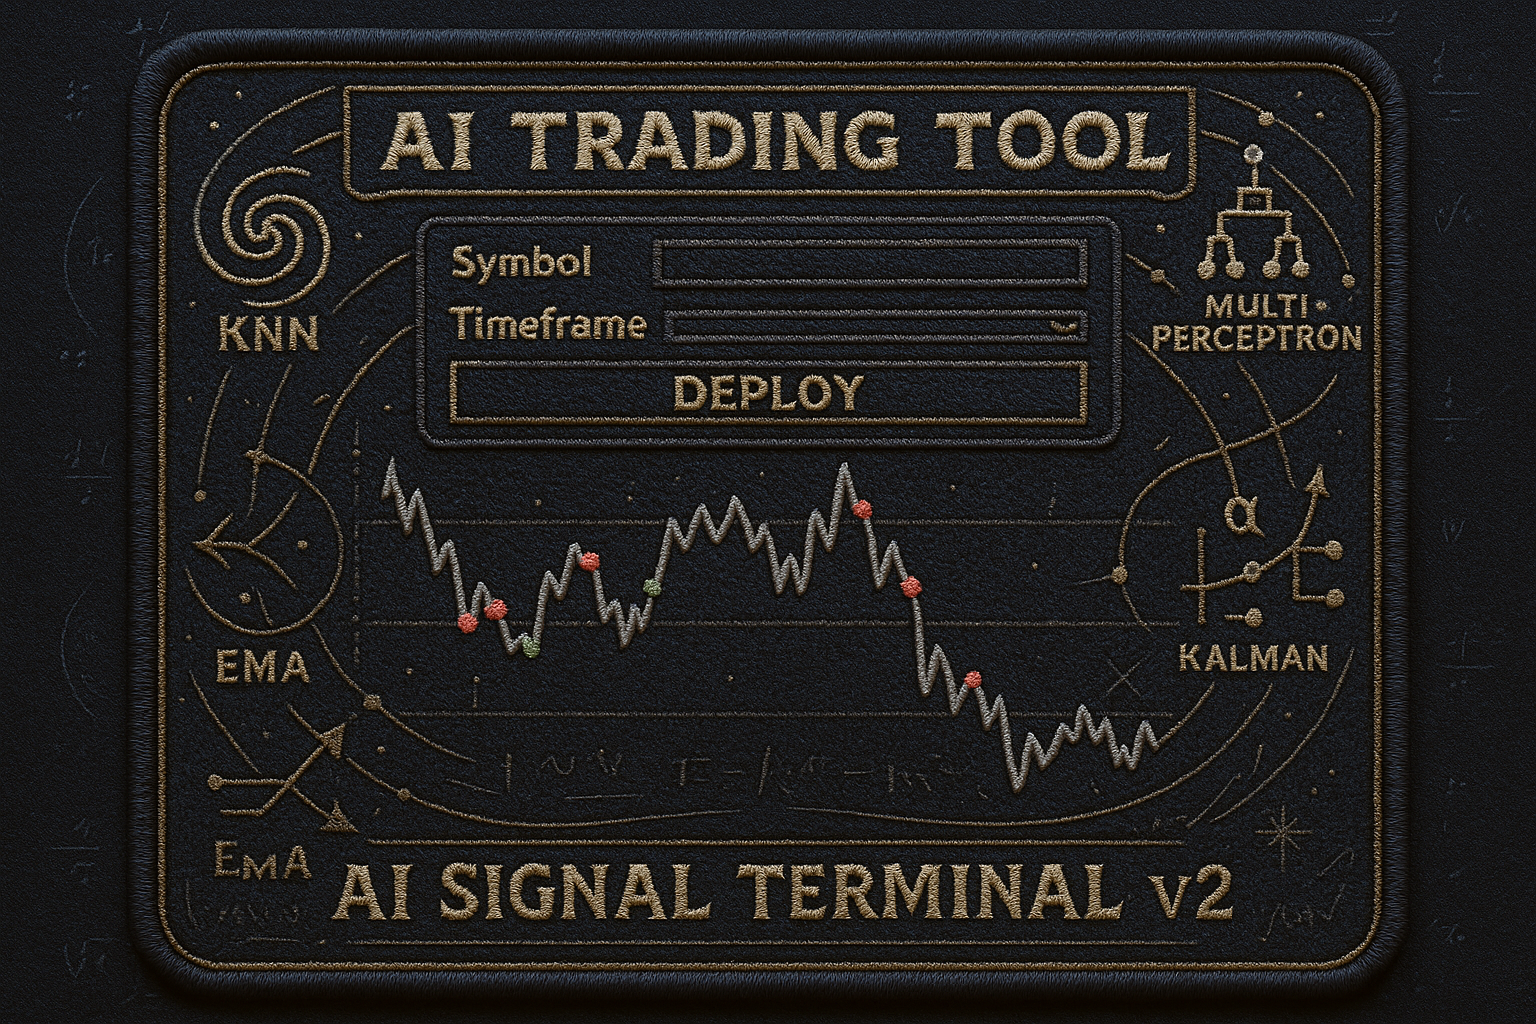 AI TRADING TOOL
Symbol
Timeframe
DEPLOY
KNN
MULTI-
PERCEPTRON
α
EMA
KALMAN
EMA
AI SIGNAL TERMINAL v2